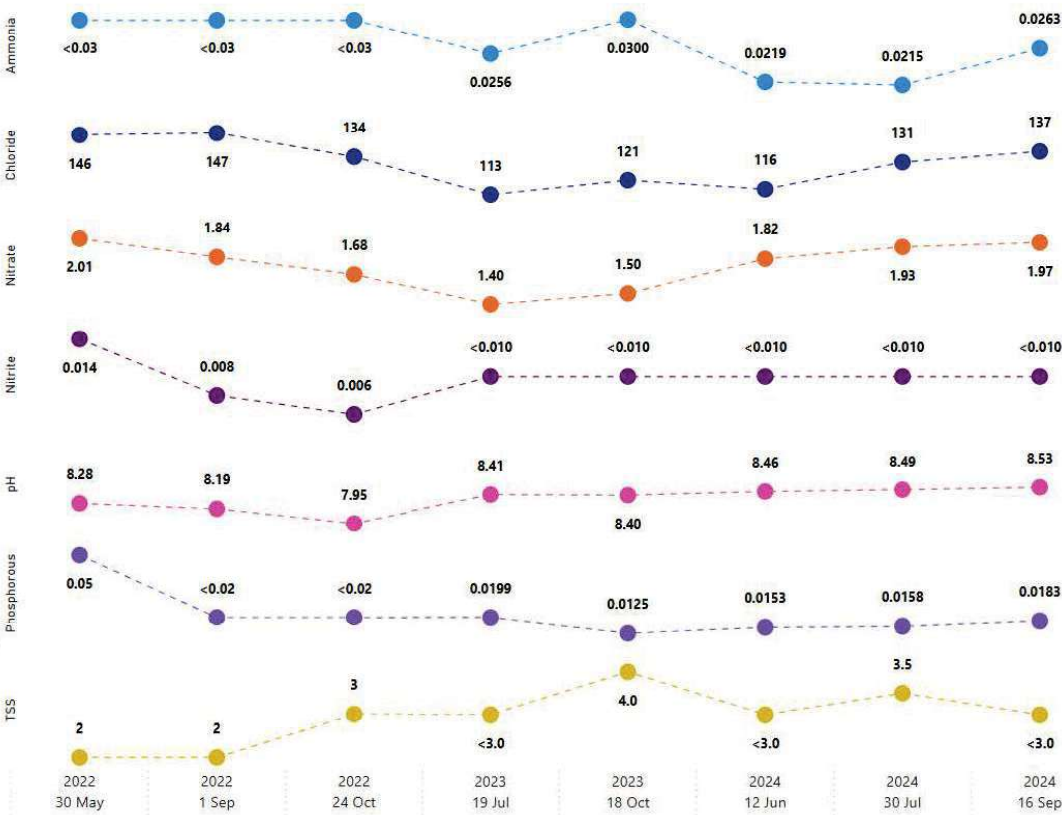 Ammonia
<0.03 <0.03 <0.03 0.0256 0.0300 0.0219 0.0215 0.0263
Chloride
146 147 134 113 121 116 131 137
Nitrate
2.01 1.84 1.68 1.40 1.50 1.82 1.93 1.97
Nitrite
0.014 0.008 0.006 <0.010 <0.010 <0.010 <0.010 <0.010
pH
8.28 8.19 7.95 8.41 8.40 8.46 8.49 8.53
Phosphorous
0.05 <0.02 <0.02 0.0199 0.0125 0.0153 0.0158 0.0183
TSS
2 2 3 <3.0 4.0 <3.0 3.5 <3.0
2022 2022 2022 2023 2023 2024 2024 2024
30 May 1 Sep 24 Oct 19 Jul 18 Oct 12 Jun 30 Jul 16 Sep